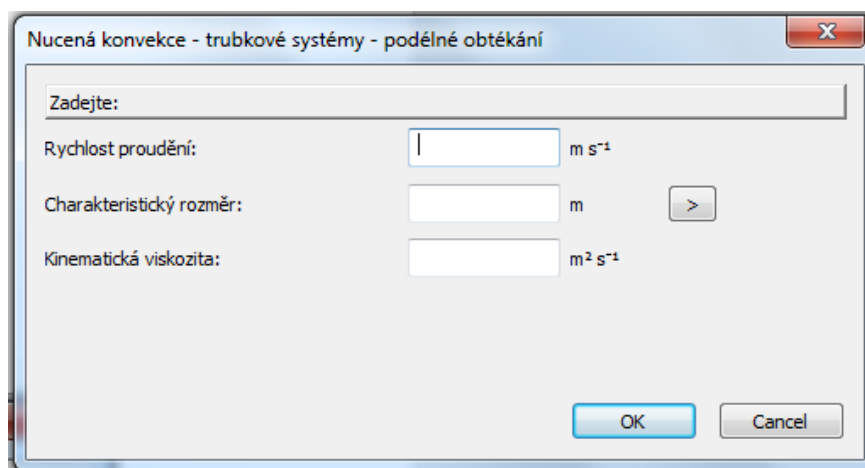 Nucená konvekce - trubkové systémy - podélné obtékání
Zadejte:
Rychlost proudění: m s⁻¹
Charakteristický rozměr: m >
Kinematická viskozita: m² s⁻¹
OK Cancel